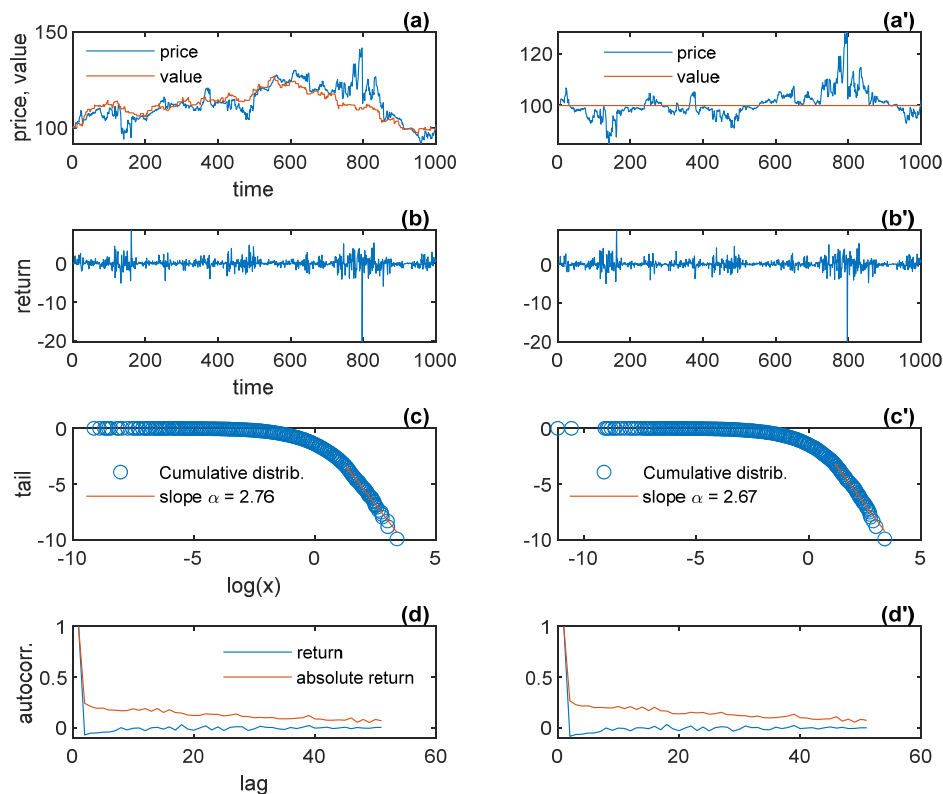 (a)
150
100
price, value
price
value
0 200 400 600 800 1000
time
(a')
120
100
price
value
0 200 400 600 800 1000
(b)
0
-10
-20
return
0 200 400 600 800 1000
time
(b')
0
-10
-20
0 200 400 600 800 1000
(c)
0
-5
-10
tail
Cumulative distrib.
slope α = 2.76
-10 -5 0 5
log(x)
(c')
0
-5
-10
Cumulative distrib.
slope α = 2.67
-10 -5 0 5
(d)
1
0.5
0
autocorr.
return
absolute return
0 20 40 60
lag
(d')
1
0.5
0
0 20 40 60